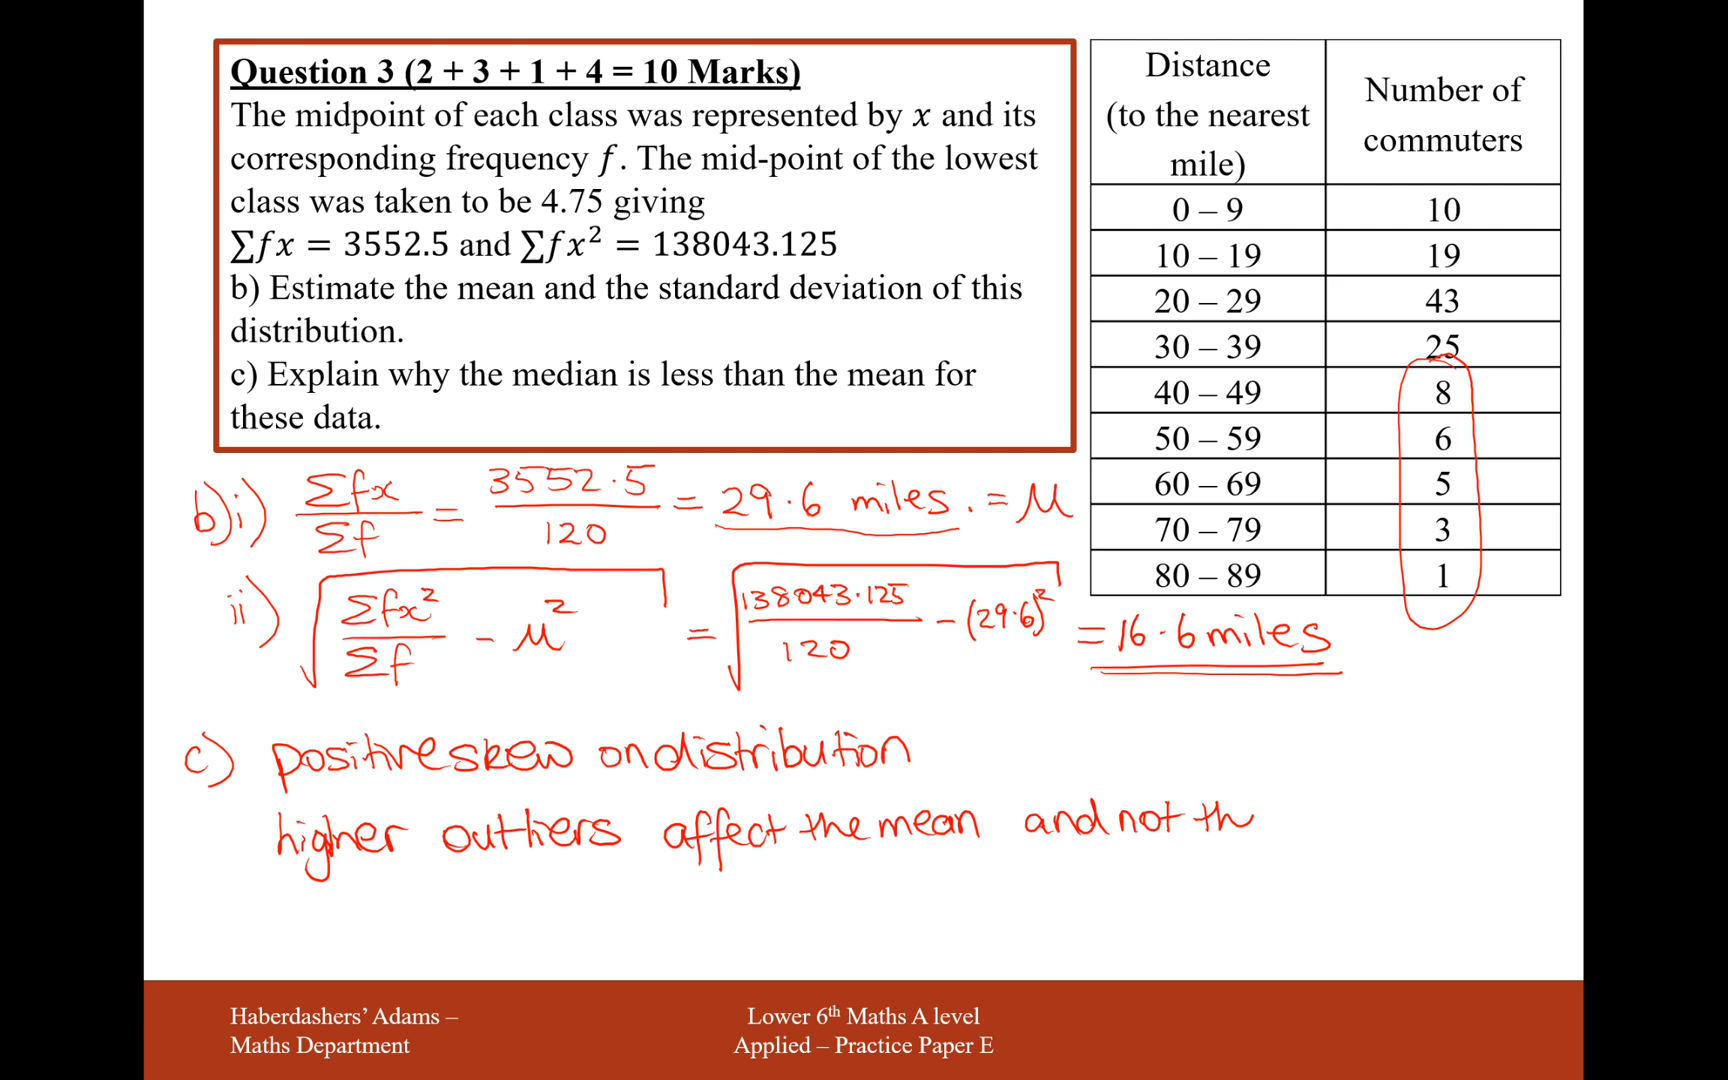 Question 3 (2 + 3 + 1 + 4 = 10 Marks)
The midpoint of each class was represented by x and its
corresponding frequency f. The mid-point of the lowest
class was taken to be 4.75 giving
∑fx = 3552.5 and ∑fx² = 138043.125
b) Estimate the mean and the standard deviation of this
distribution.
c) Explain why the median is less than the mean for
these data.
Distance (to the nearest mile) Number of commuters
0 – 9 10
10 – 19 19
20 – 29 43
30 – 39 25
40 – 49 8
50 – 59 6
60 – 69 5
70 – 79 3
80 – 89 1
b)i) Σfx/Σf = 3552·5/120 = 29·6 miles. = μ
ii) √(Σfx²/Σf - μ²) = √(138043·125/120 - (29·6)²) = 16·6 miles
c) positive skew on distribution
higher outliers affect the mean and not th
Haberdashers' Adams –
Maths Department
Lower 6th Maths A level
Applied – Practice Paper E